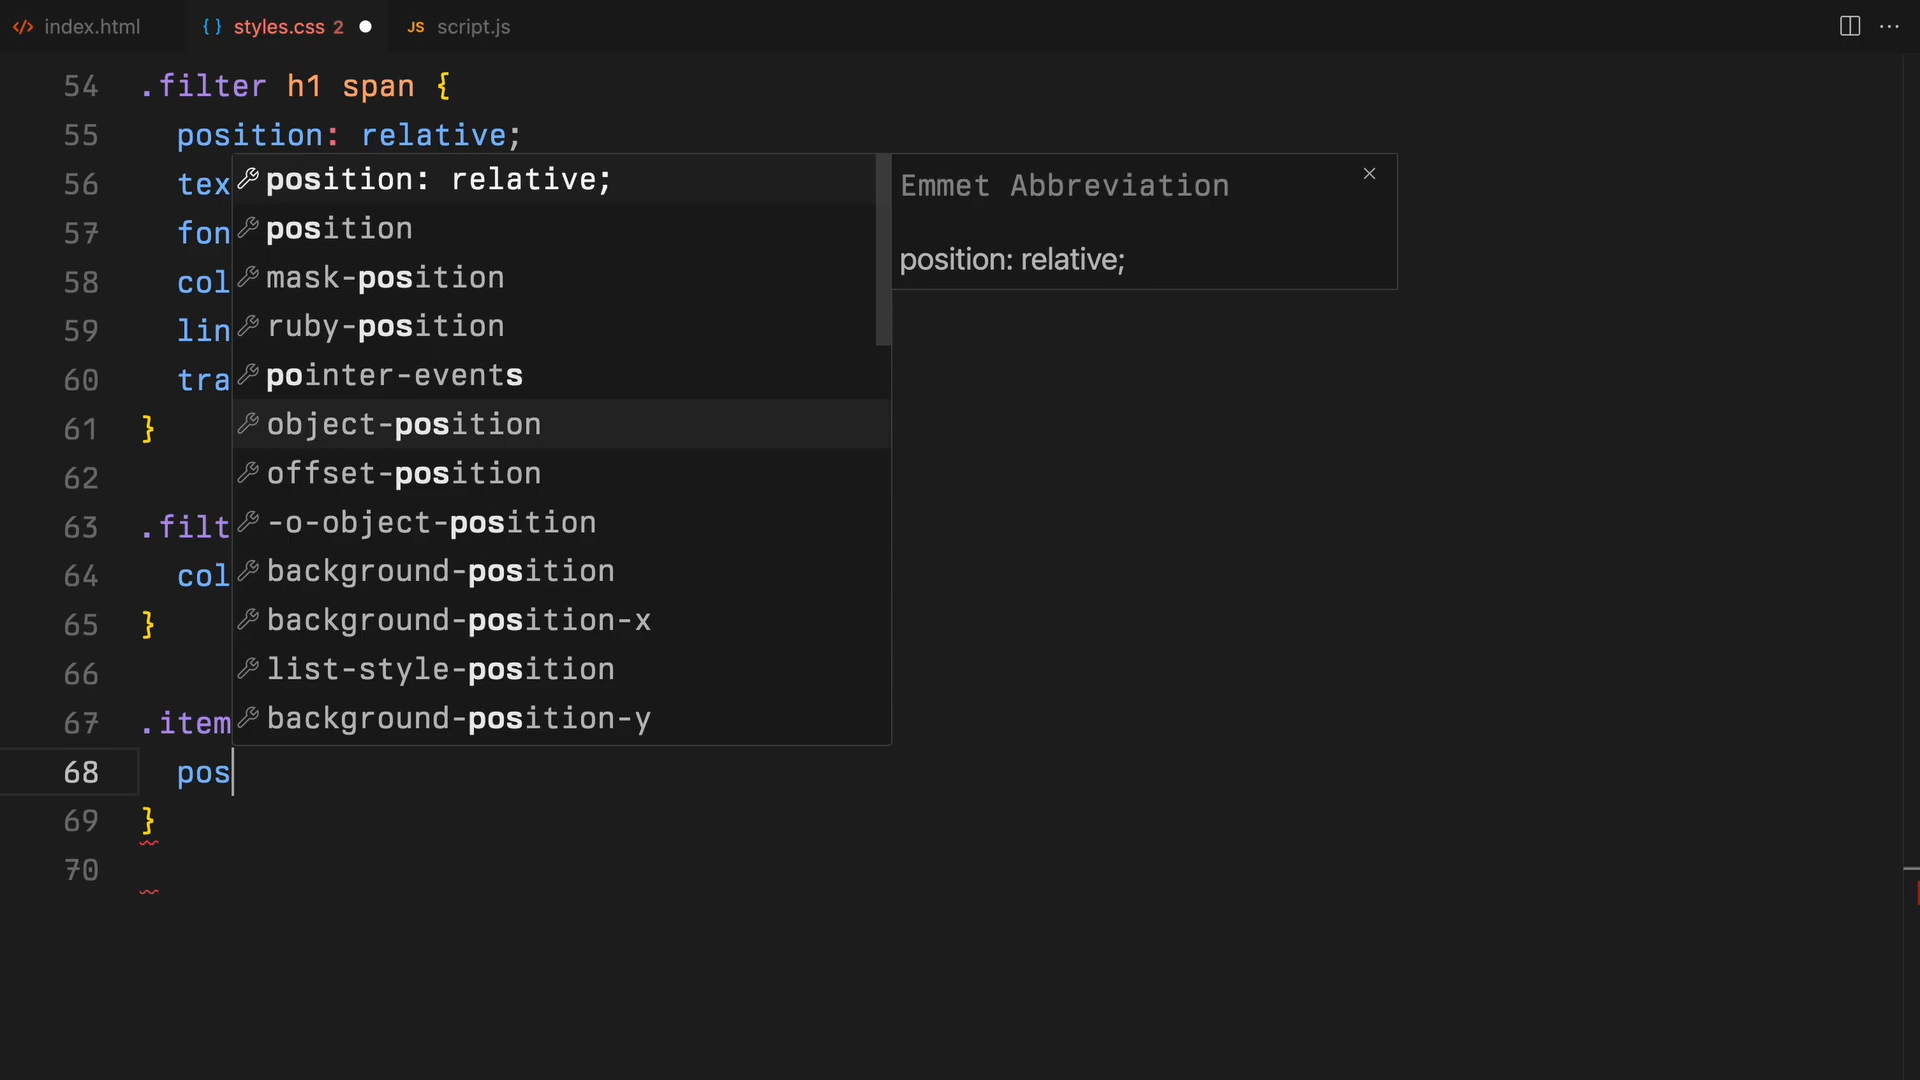 index.html
{ } styles.css 2
JS script.js
54 .filter h1 span {
55 position: relative;
56 tex
57 fon
58 col
59 lin
60 tra
61 }
62
63 .filt
64 col
65 }
66
67 .item
68 pos
69 }
70
position: relative;
position
mask-position
ruby-position
pointer-events
object-position
offset-position
-o-object-position
background-position
background-position-x
list-style-position
background-position-y
Emmet Abbreviation
position: relative;